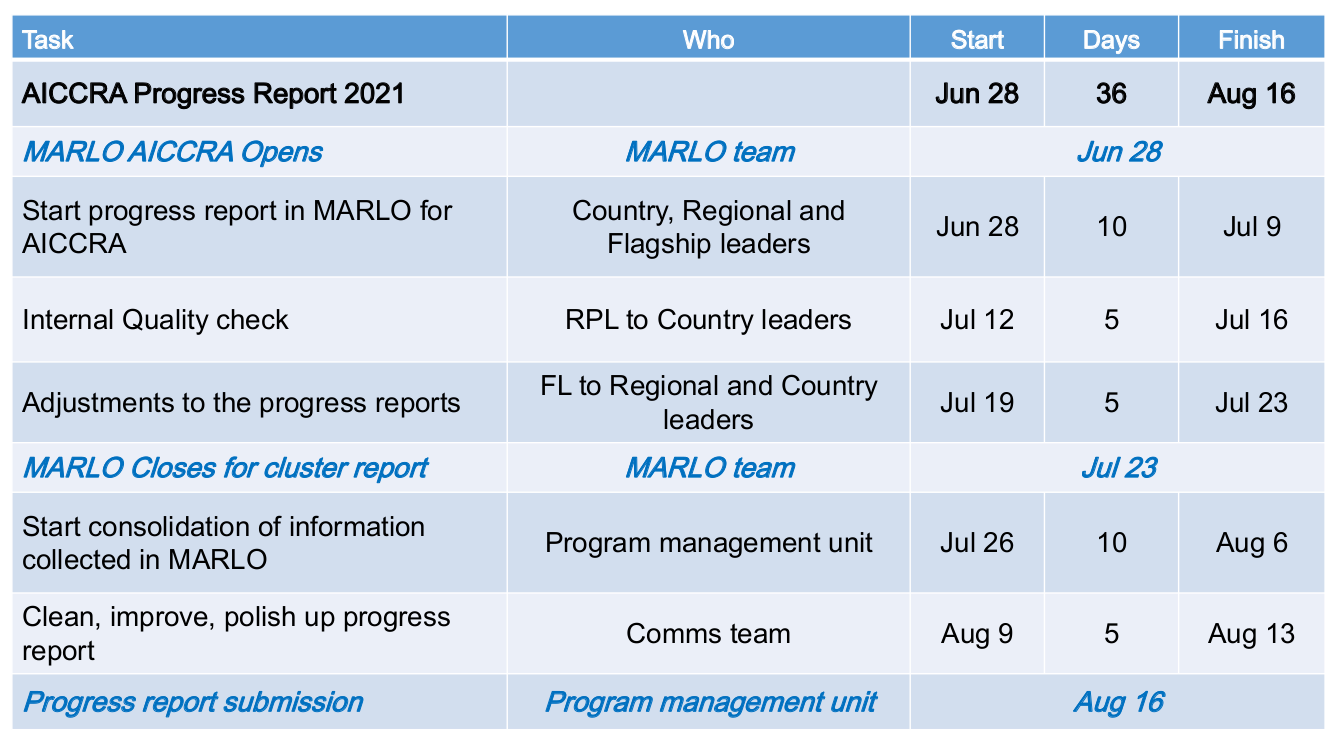 Task Who Start Days Finish
AICCRA Progress Report 2021 Jun 28 36 Aug 16
MARLO AICCRA Opens MARLO team Jun 28
Start progress report in MARLO for
AICCRA
Country, Regional and
Flagship leaders
Jun 28 10 Jul 9
Internal Quality check RPL to Country leaders Jul 12 5 Jul 16
Adjustments to the progress reports
FL to Regional and Country
leaders
Jul 19 5 Jul 23
MARLO Closes for cluster report MARLO team Jul 23
Start consolidation of information
collected in MARLO
Program management unit Jul 26 10 Aug 6
Clean, improve, polish up progress
report
Comms team Aug 9 5 Aug 13
Progress report submission Program management unit Aug 16